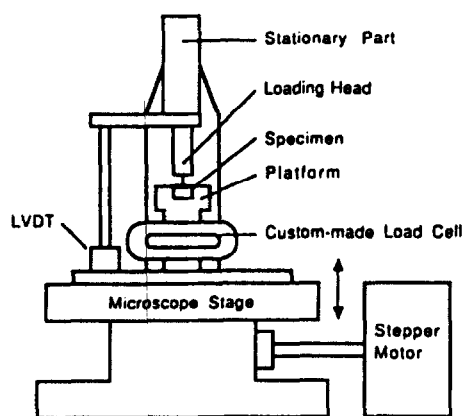 Stationary Part
Loading Head
Specimen
Platform
LVDT
Custom-made Load Cell
Microscope Stage
Stepper
Motor